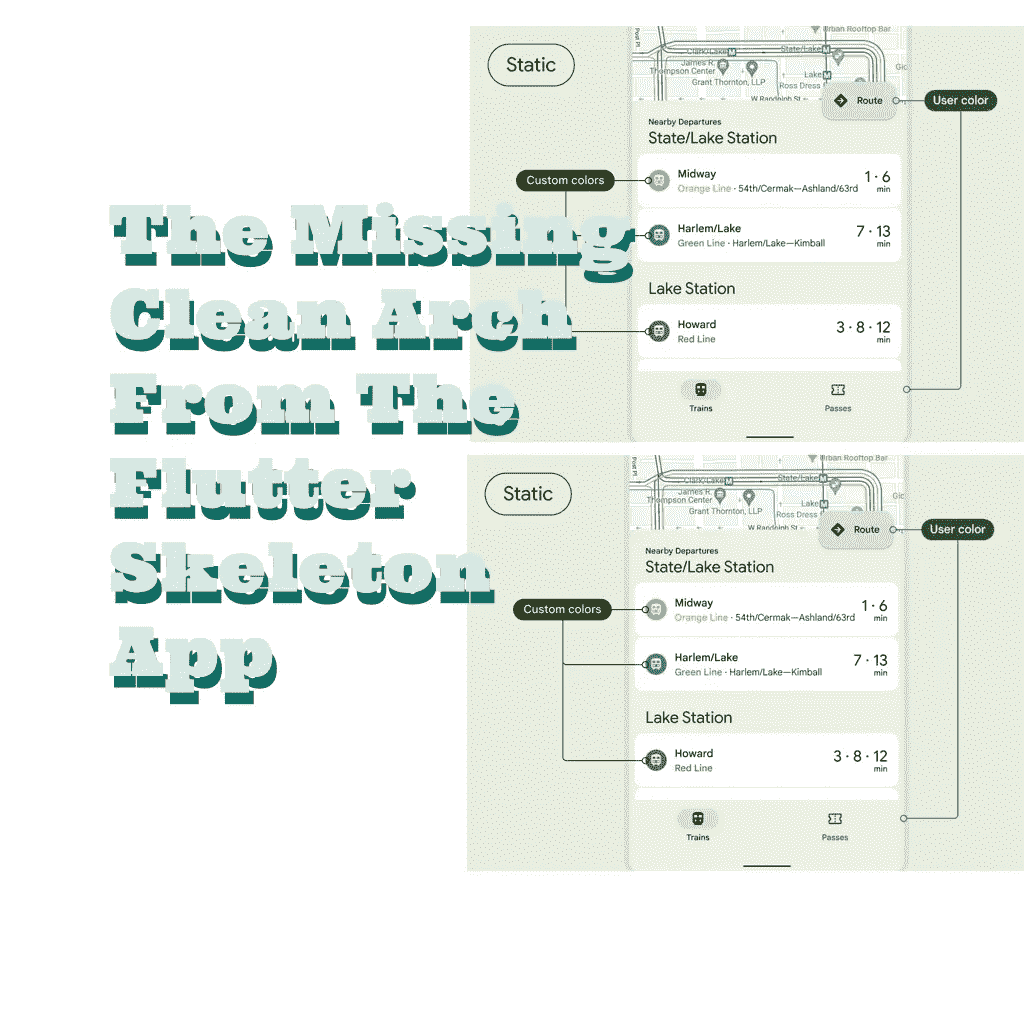 The Missing
Clean Arch
From The
Flutter
Skeleton
App
Static
Post Pl
Urban Rooftop Bar
Clark/Lake M
State/Lake M
James R.
Thompson Center
Grant Thornton, LLP
Lake M
Ross Dress
W Randolph St
Route
User color
Nearby Departures
State/Lake Station
Custom colors
Midway
1 · 6
Orange Line · 54th/Cermak—Ashland/63rd
min
Harlem/Lake
7 · 13
Green Line · Harlem/Lake—Kimball
min
Lake Station
Howard
3 · 8 · 12
Red Line
min
Trains
Passes
Static
Post Pl
Urban Rooftop Bar
Clark/Lake M
State/Lake M
James R.
Thompson Center
Grant Thornton, LLP
Lake M
Ross Dress
W Randolph St
Route
User color
Nearby Departures
State/Lake Station
Custom colors
Midway
1 · 6
Orange Line · 54th/Cermak—Ashland/63rd
min
Harlem/Lake
7 · 13
Green Line · Harlem/Lake—Kimball
min
Lake Station
Howard
3 · 8 · 12
Red Line
min
Trains
Passes